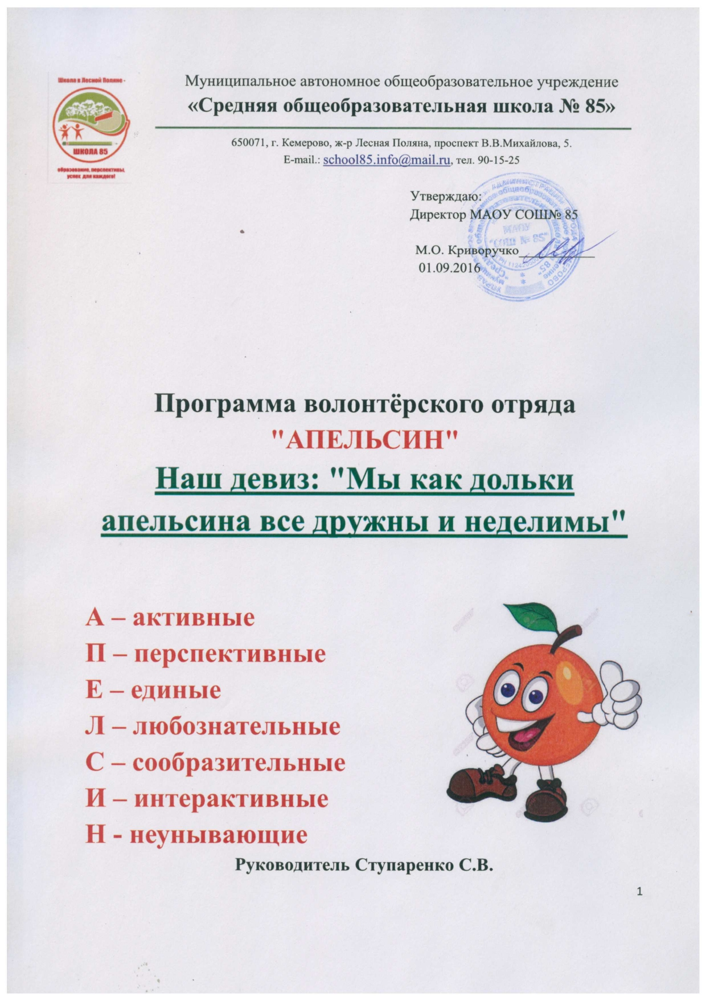 Школа в Лесной Поляне -
ШКОЛА 85
образование, перспективы,
успех для каждого!
Муниципальное автономное общеобразовательное учреждение
«Средняя общеобразовательная школа № 85»
650071, г. Кемерово, ж-р Лесная Поляна, проспект В.В.Михайлова, 5.
E-mail.: school85.info@mail.ru, тел. 90-15-25
Утверждаю:
Директор МАОУ СОШ№ 85
МАОУ
"СОШ № 85"
М.О. Криворучко
01.09.2016
Программа волонтёрского отряда
"АПЕЛЬСИН"
Наш девиз: "Мы как дольки
апельсина все дружны и неделимы"
А – активные
П – перспективные
Е – единые
Л – любознательные
С – сообразительные
И – интерактивные
Н - неунывающие
Руководитель Ступаренко С.В.
1